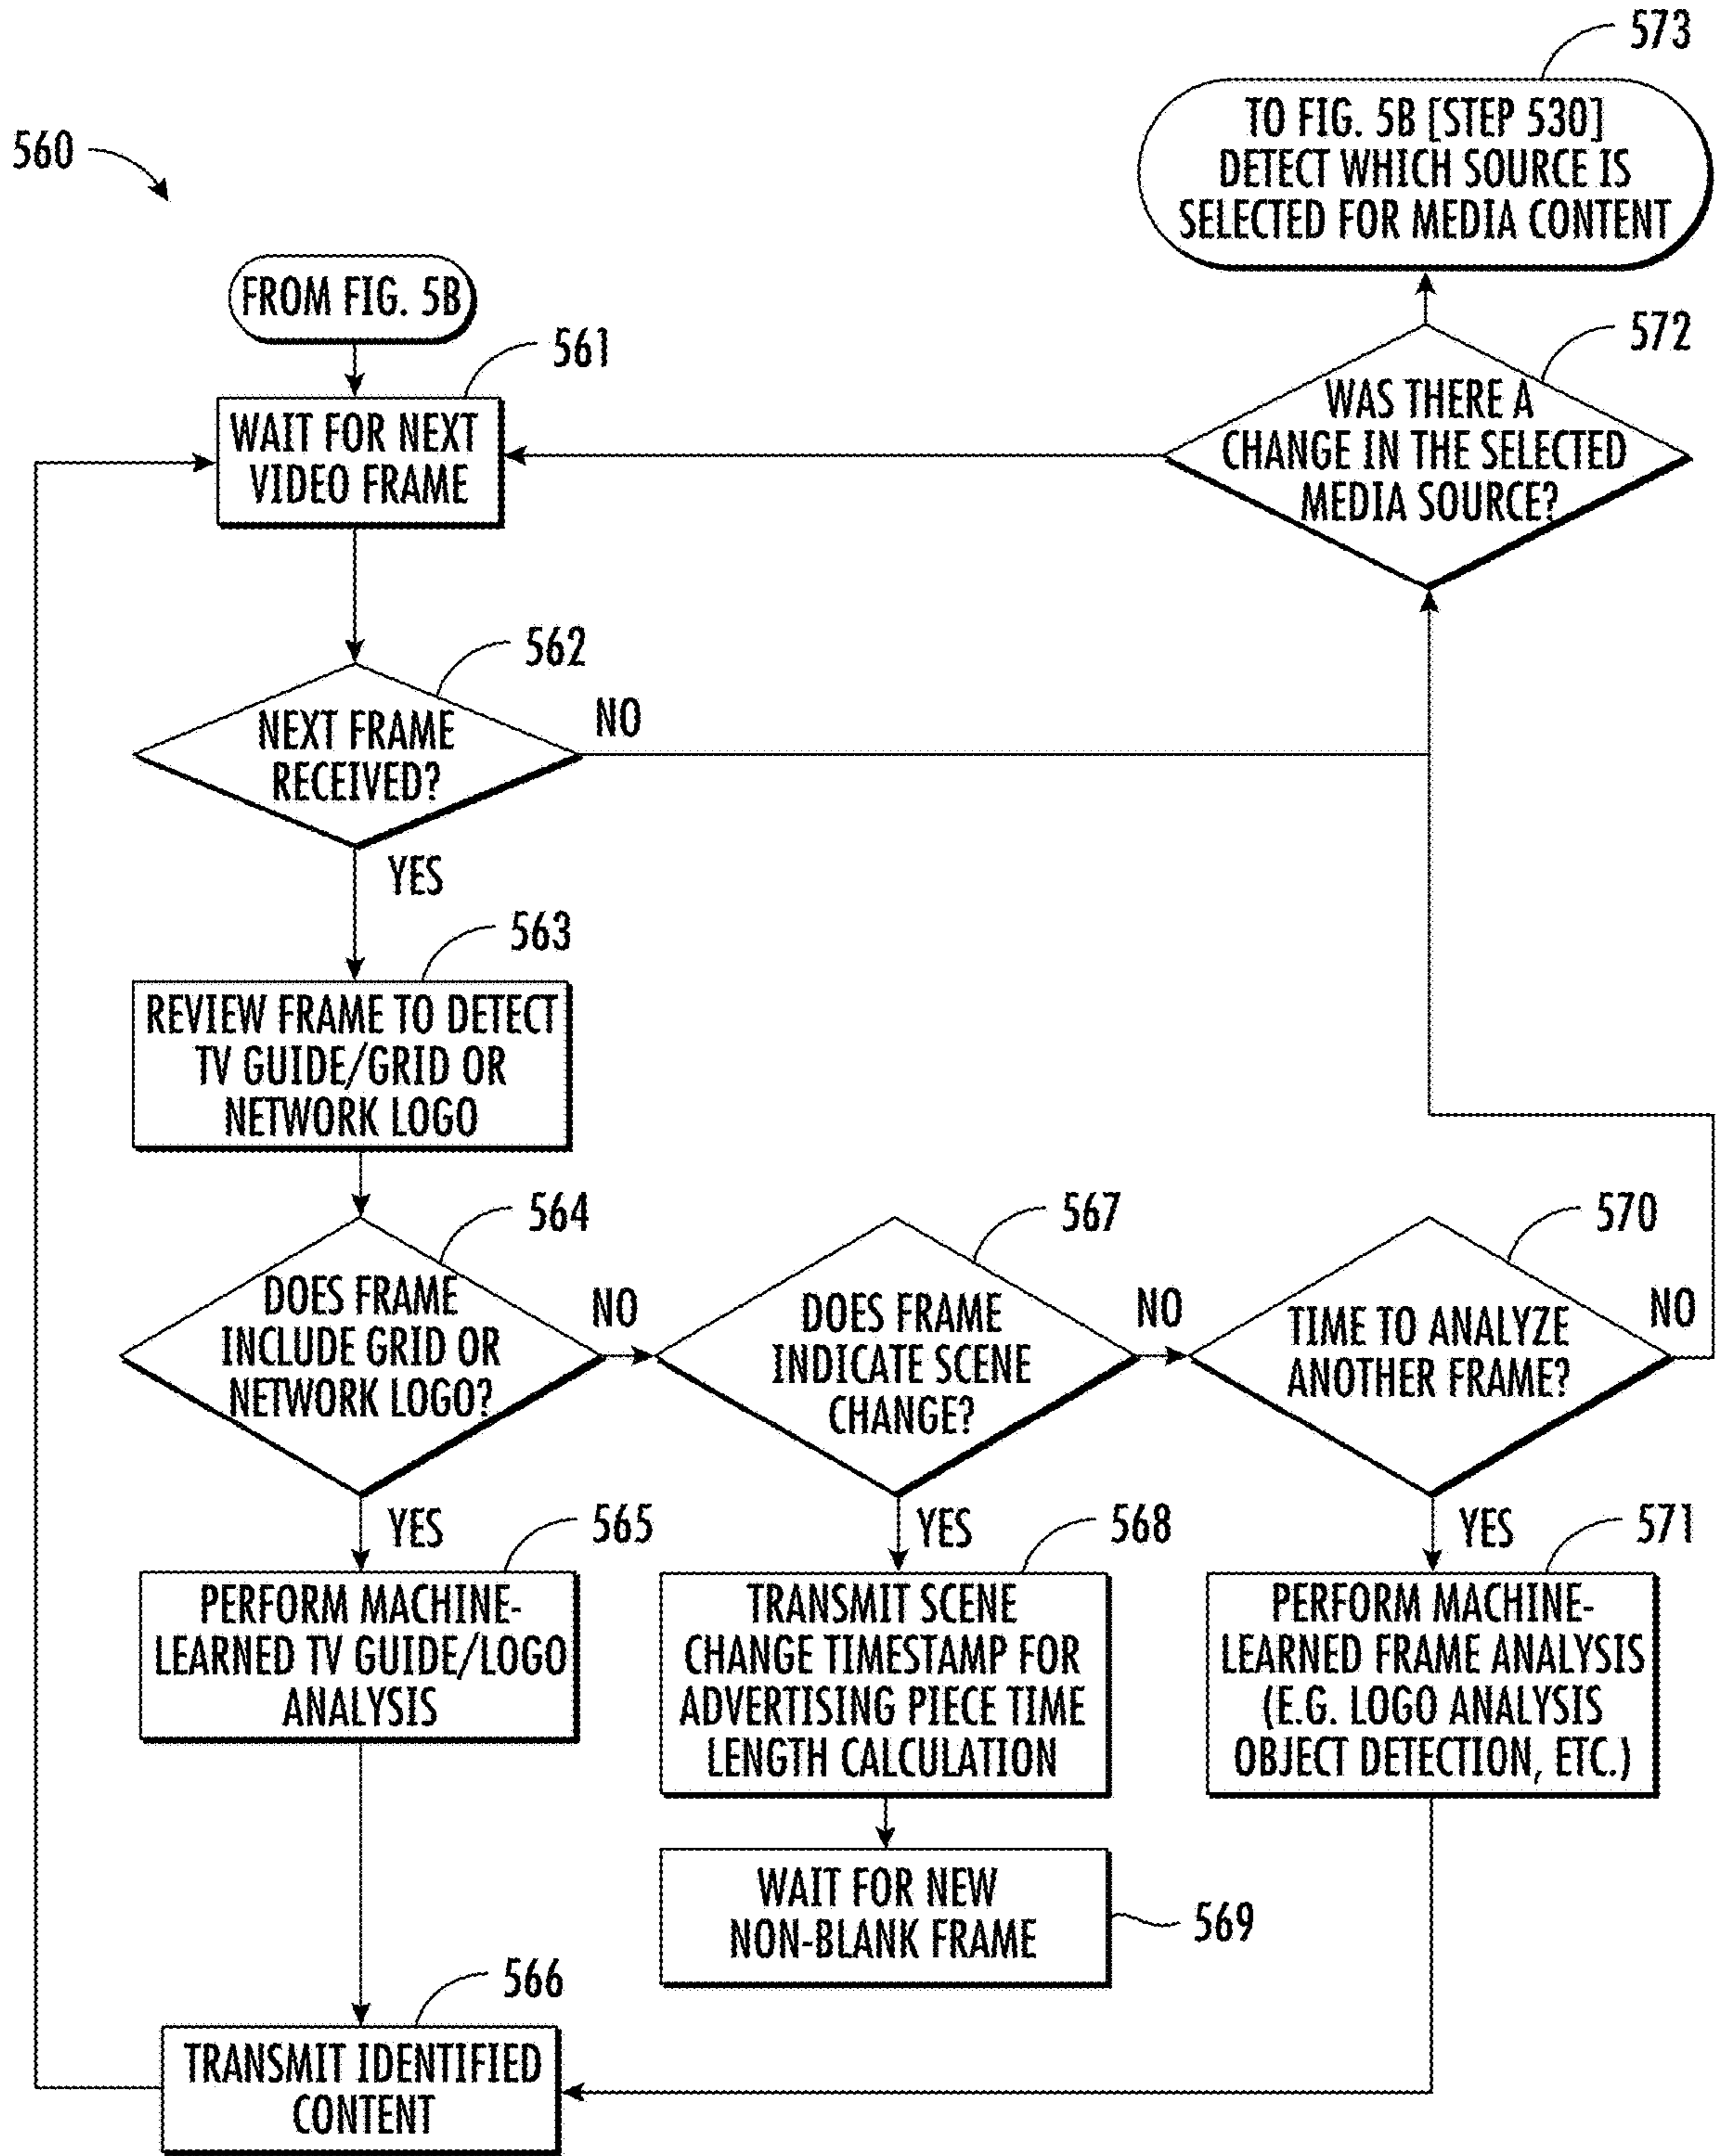 573
TO FIG. 5B [STEP 530]
DETECT WHICH SOURCE IS
SELECTED FOR MEDIA CONTENT
560
FROM FIG. 5B
561
WAIT FOR NEXT
VIDEO FRAME
572
WAS THERE A
CHANGE IN THE SELECTED
MEDIA SOURCE?
562
NEXT FRAME
RECEIVED?
NO
YES
563
REVIEW FRAME TO DETECT
TV GUIDE/GRID OR
NETWORK LOGO
564
DOES FRAME
INCLUDE GRID OR
NETWORK LOGO?
NO
567
DOES FRAME
INDICATE SCENE
CHANGE?
NO
570
TIME TO ANALYZE
ANOTHER FRAME?
NO
YES
565
PERFORM MACHINE-
LEARNED TV GUIDE/LOGO
ANALYSIS
YES
568
TRANSMIT SCENE
CHANGE TIMESTAMP FOR
ADVERTISING PIECE TIME
LENGTH CALCULATION
YES
571
PERFORM MACHINE-
LEARNED FRAME ANALYSIS
(E.G. LOGO ANALYSIS
OBJECT DETECTION, ETC.)
WAIT FOR NEW
NON-BLANK FRAME
569
566
TRANSMIT IDENTIFIED
CONTENT